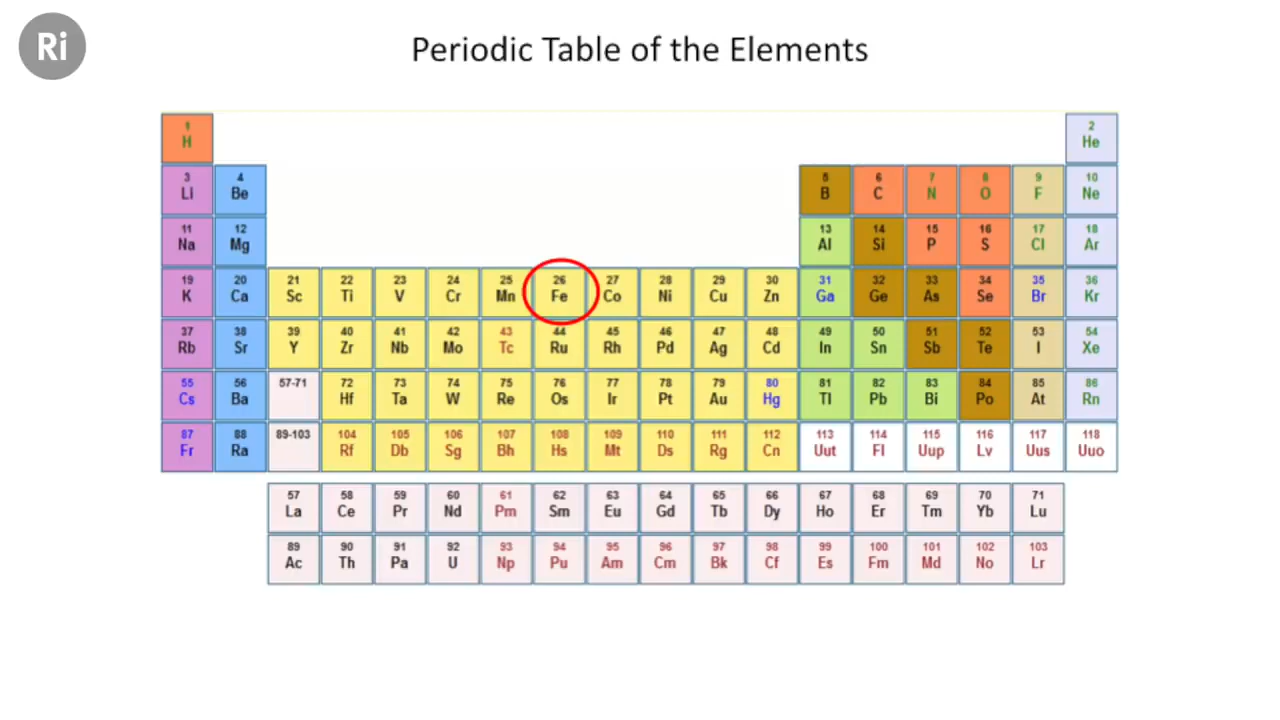 Ri
Periodic Table of the Elements
1 2
H He
3 4 5 6 7 8 9 10
Li Be B C N O F Ne
11 12 13 14 15 16 17 18
Na Mg Al Si P S Cl Ar
19 20 21 22 23 24 25 26 27 28 29 30 31 32 33 34 35 36
K Ca Sc Ti V Cr Mn Fe Co Ni Cu Zn Ga Ge As Se Br Kr
37 38 39 40 41 42 43 44 45 46 47 48 49 50 51 52 53 54
Rb Sr Y Zr Nb Mo Tc Ru Rh Pd Ag Cd In Sn Sb Te I Xe
55 56 57-71 72 73 74 75 76 77 78 79 80 81 82 83 84 85 86
Cs Ba Hf Ta W Re Os Ir Pt Au Hg Tl Pb Bi Po At Rn
87 88 89-103 104 105 106 107 108 109 110 111 112 113 114 115 116 117 118
Fr Ra Rf Db Sg Bh Hs Mt Ds Rg Cn Uut Fl Uup Lv Uus Uuo
57 58 59 60 61 62 63 64 65 66 67 68 69 70 71
La Ce Pr Nd Pm Sm Eu Gd Tb Dy Ho Er Tm Yb Lu
89 90 91 92 93 94 95 96 97 98 99 100 101 102 103
Ac Th Pa U Np Pu Am Cm Bk Cf Es Fm Md No Lr